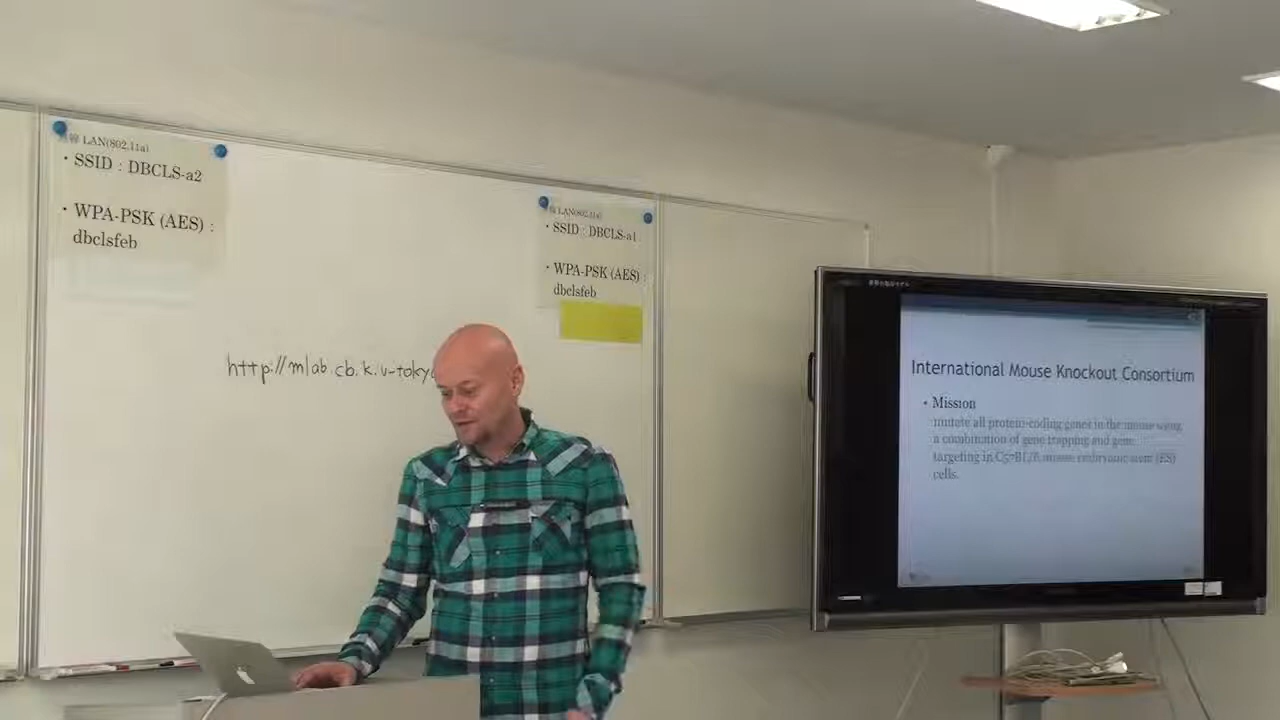 LAN(802.11a)
・SSID : DBCLS-a2
・WPA-PSK (AES) :
dbclsfeb
LAN(802.11a)
・SSID : DBCLS-a1
・WPA-PSK (AES) :
dbclsfeb
http://mlab.cb.k.u-tokyo
International Mouse Knockout Consortium
• Mission
mutate all protein-coding genes in the mouse using
a combination of gene trapping and gene
targeting in C57BL/6 mouse embryonic stem (ES)
cells.